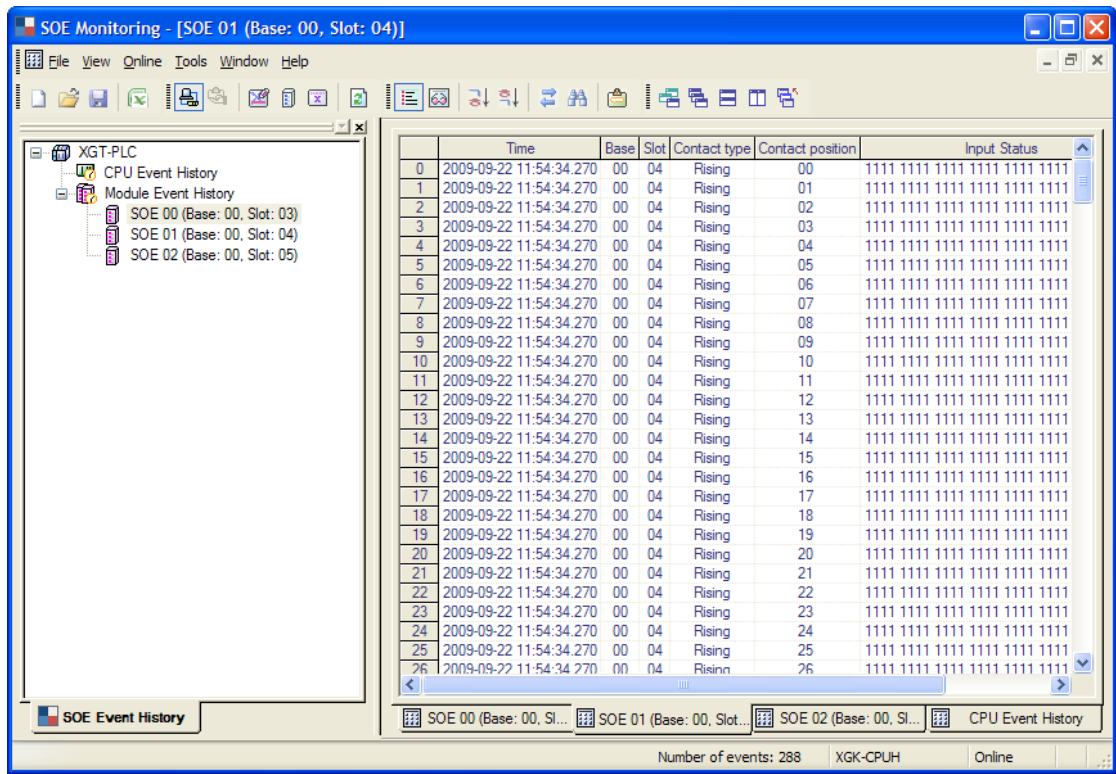 SOE Monitoring - [SOE 01 (Base: 00, Slot: 04)]
File View Online Tools Window Help
XGT-PLC
CPU Event History
Module Event History
SOE 00 (Base: 00, Slot: 03)
SOE 01 (Base: 00, Slot: 04)
SOE 02 (Base: 00, Slot: 05)
SOE Event History
Time Base Slot Contact type Contact position Input Status
0 2009-09-22 11:54:34.270 00 04 Rising 00 1111 1111 1111 1111 1111 1111
1 2009-09-22 11:54:34.270 00 04 Rising 01 1111 1111 1111 1111 1111 1111
2 2009-09-22 11:54:34.270 00 04 Rising 02 1111 1111 1111 1111 1111 1111
3 2009-09-22 11:54:34.270 00 04 Rising 03 1111 1111 1111 1111 1111 1111
4 2009-09-22 11:54:34.270 00 04 Rising 04 1111 1111 1111 1111 1111 1111
5 2009-09-22 11:54:34.270 00 04 Rising 05 1111 1111 1111 1111 1111 1111
6 2009-09-22 11:54:34.270 00 04 Rising 06 1111 1111 1111 1111 1111 1111
7 2009-09-22 11:54:34.270 00 04 Rising 07 1111 1111 1111 1111 1111 1111
8 2009-09-22 11:54:34.270 00 04 Rising 08 1111 1111 1111 1111 1111 1111
9 2009-09-22 11:54:34.270 00 04 Rising 09 1111 1111 1111 1111 1111 1111
10 2009-09-22 11:54:34.270 00 04 Rising 10 1111 1111 1111 1111 1111 1111
11 2009-09-22 11:54:34.270 00 04 Rising 11 1111 1111 1111 1111 1111 1111
12 2009-09-22 11:54:34.270 00 04 Rising 12 1111 1111 1111 1111 1111 1111
13 2009-09-22 11:54:34.270 00 04 Rising 13 1111 1111 1111 1111 1111 1111
14 2009-09-22 11:54:34.270 00 04 Rising 14 1111 1111 1111 1111 1111 1111
15 2009-09-22 11:54:34.270 00 04 Rising 15 1111 1111 1111 1111 1111 1111
16 2009-09-22 11:54:34.270 00 04 Rising 16 1111 1111 1111 1111 1111 1111
17 2009-09-22 11:54:34.270 00 04 Rising 17 1111 1111 1111 1111 1111 1111
18 2009-09-22 11:54:34.270 00 04 Rising 18 1111 1111 1111 1111 1111 1111
19 2009-09-22 11:54:34.270 00 04 Rising 19 1111 1111 1111 1111 1111 1111
20 2009-09-22 11:54:34.270 00 04 Rising 20 1111 1111 1111 1111 1111 1111
21 2009-09-22 11:54:34.270 00 04 Rising 21 1111 1111 1111 1111 1111 1111
22 2009-09-22 11:54:34.270 00 04 Rising 22 1111 1111 1111 1111 1111 1111
23 2009-09-22 11:54:34.270 00 04 Rising 23 1111 1111 1111 1111 1111 1111
24 2009-09-22 11:54:34.270 00 04 Rising 24 1111 1111 1111 1111 1111 1111
25 2009-09-22 11:54:34.270 00 04 Rising 25 1111 1111 1111 1111 1111 1111
26 2009-09-22 11:54:34.270 00 04 Rising 26 1111 1111 1111 1111 1111 1111
SOE 00 (Base: 00, Sl... SOE 01 (Base: 00, Slot... SOE 02 (Base: 00, Sl... CPU Event History
Number of events: 288 XGK-CPUH Online